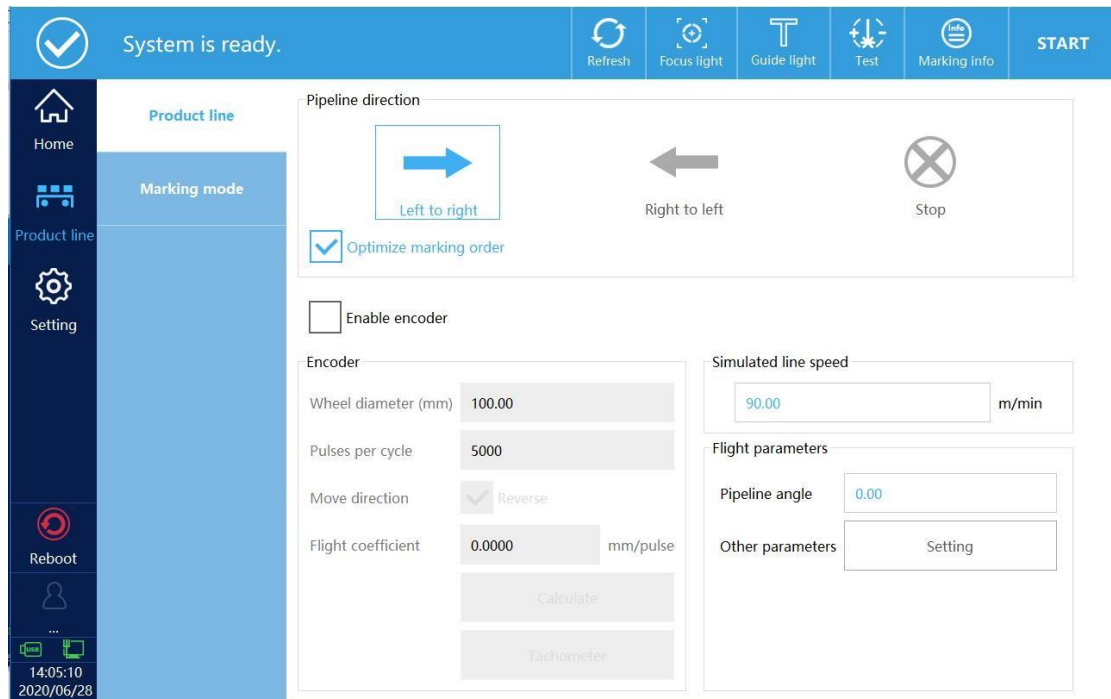 System is ready.
Refresh
Focus light
Guide light
Test
Info
Marking info
START
Home
Product line
Setting
Reboot
...
USB
14:05:10
2020/06/28
Product line
Marking mode
Pipeline direction
Left to right
Right to left
Stop
Optimize marking order
Enable encoder
Encoder
Wheel diameter (mm) 100.00
Pulses per cycle 5000
Move direction Reverse
Flight coefficient 0.0000 mm/pulse
Calculate
Tachometer
Simulated line speed
90.00 m/min
Flight parameters
Pipeline angle 0.00
Other parameters Setting